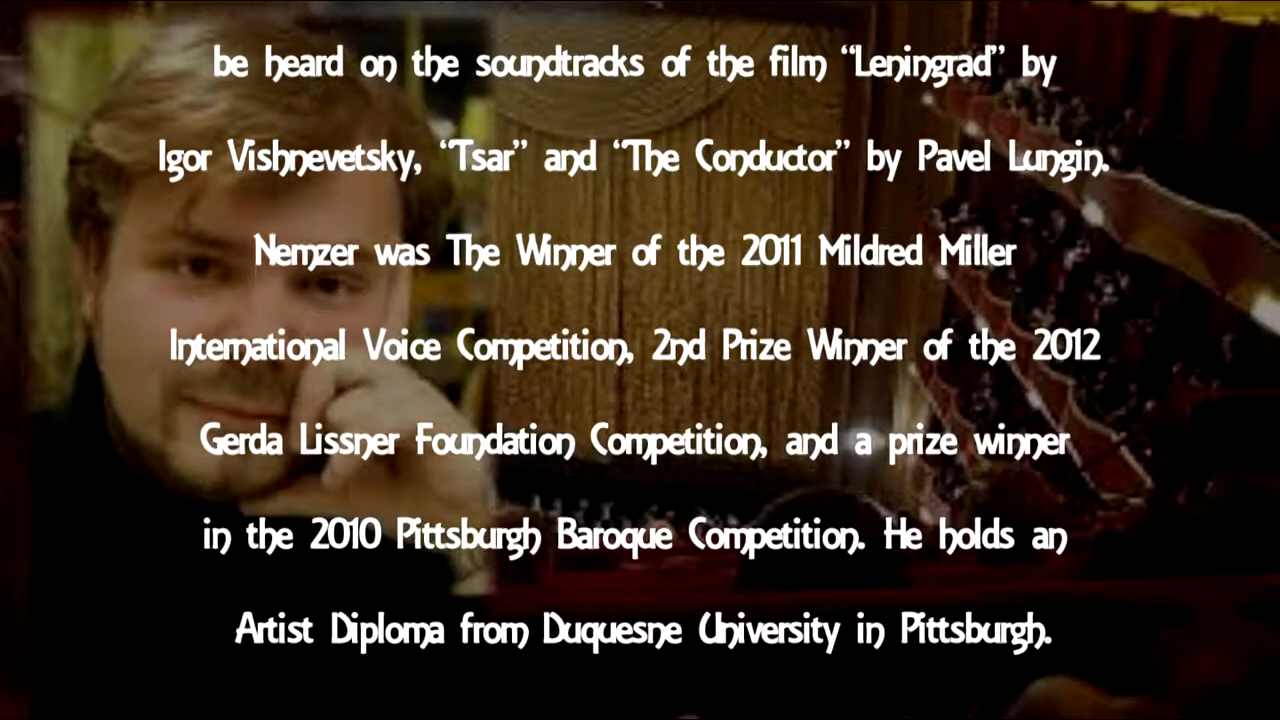 be heard on the soundtracks of the film “Leningrad” by
Igor Vishnevetsky, “Tsar” and “The Conductor” by Pavel Lungin.
Nemzer was The Winner of the 2011 Mildred Miller
International Voice Competition, 2nd Prize Winner of the 2012
Gerda Lissner Foundation Competition, and a prize winner
in the 2010 Pittsburgh Baroque Competition. He holds an
Artist Diploma from Duquesne University in Pittsburgh.